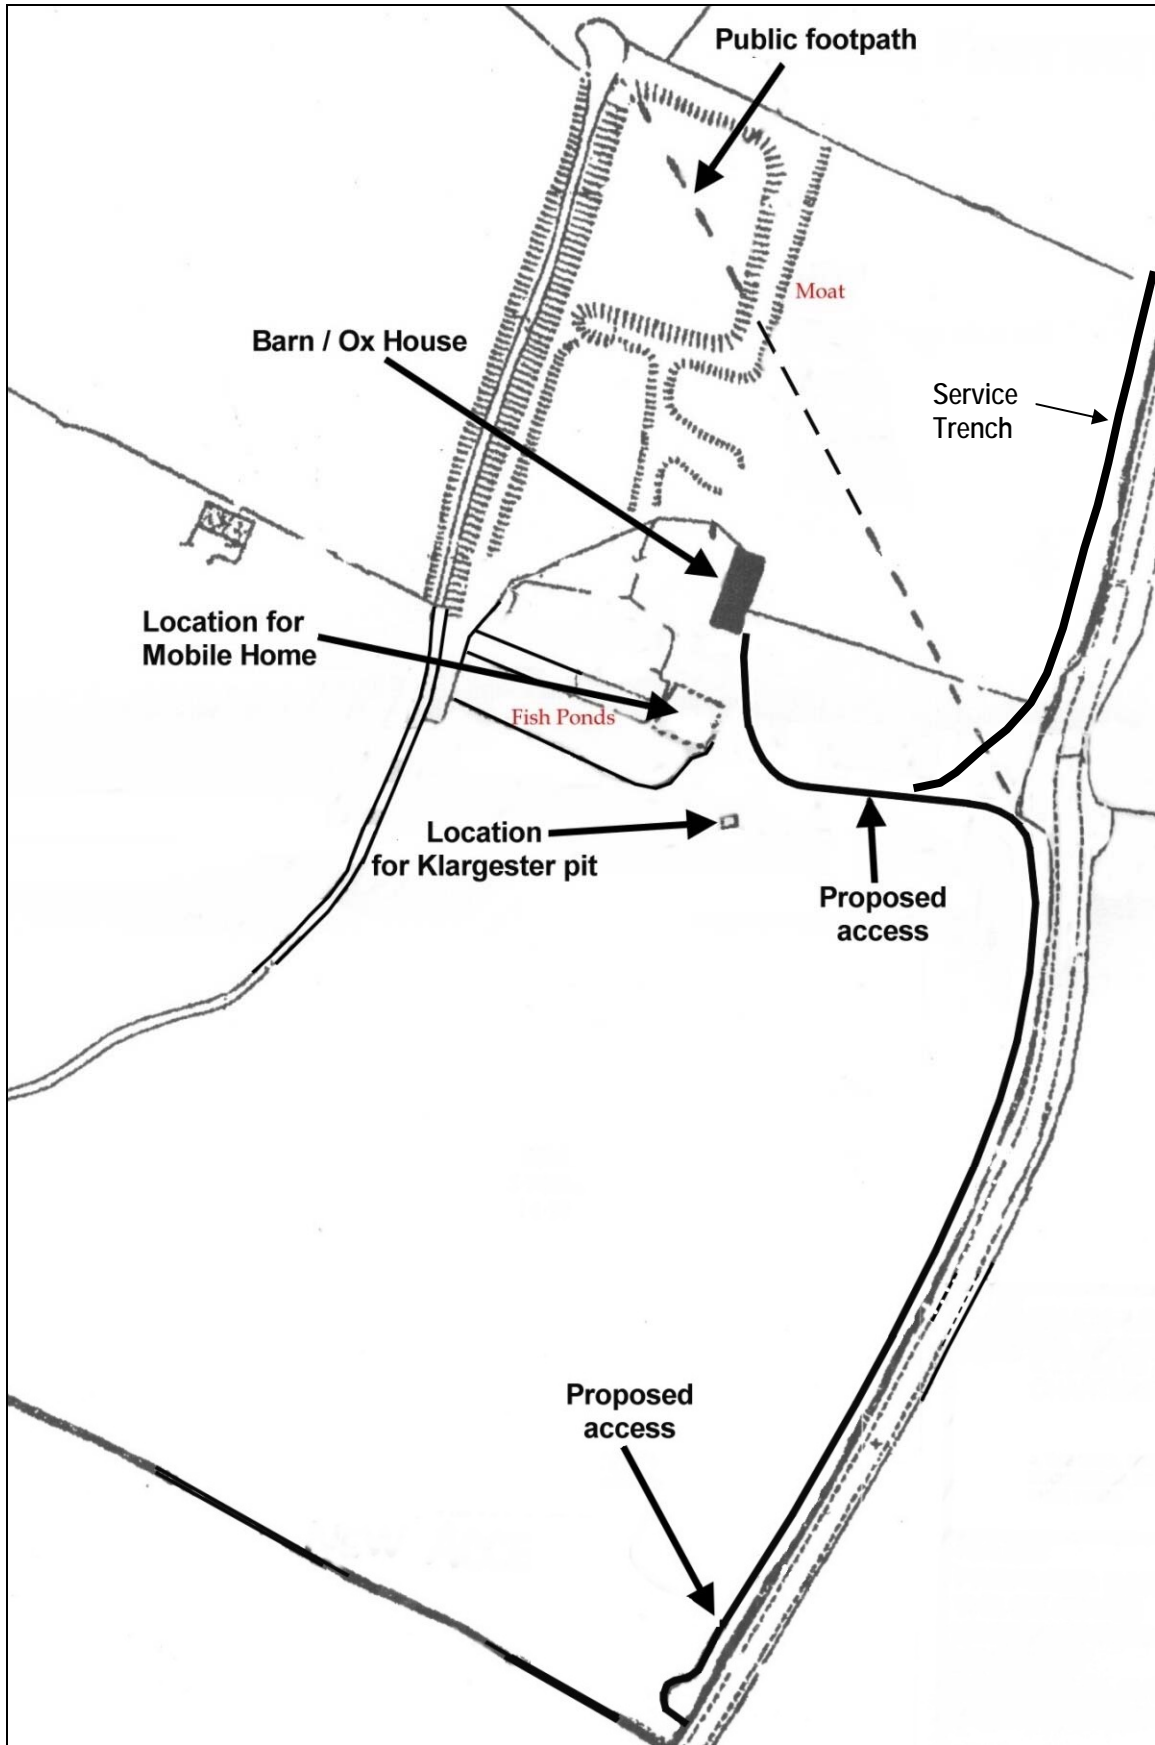 Public footpath
Moat
Barn / Ox House
Service
Trench
Location for
Mobile Home
Fish Ponds
Location
for Klargester pit
Proposed
access
Proposed
access